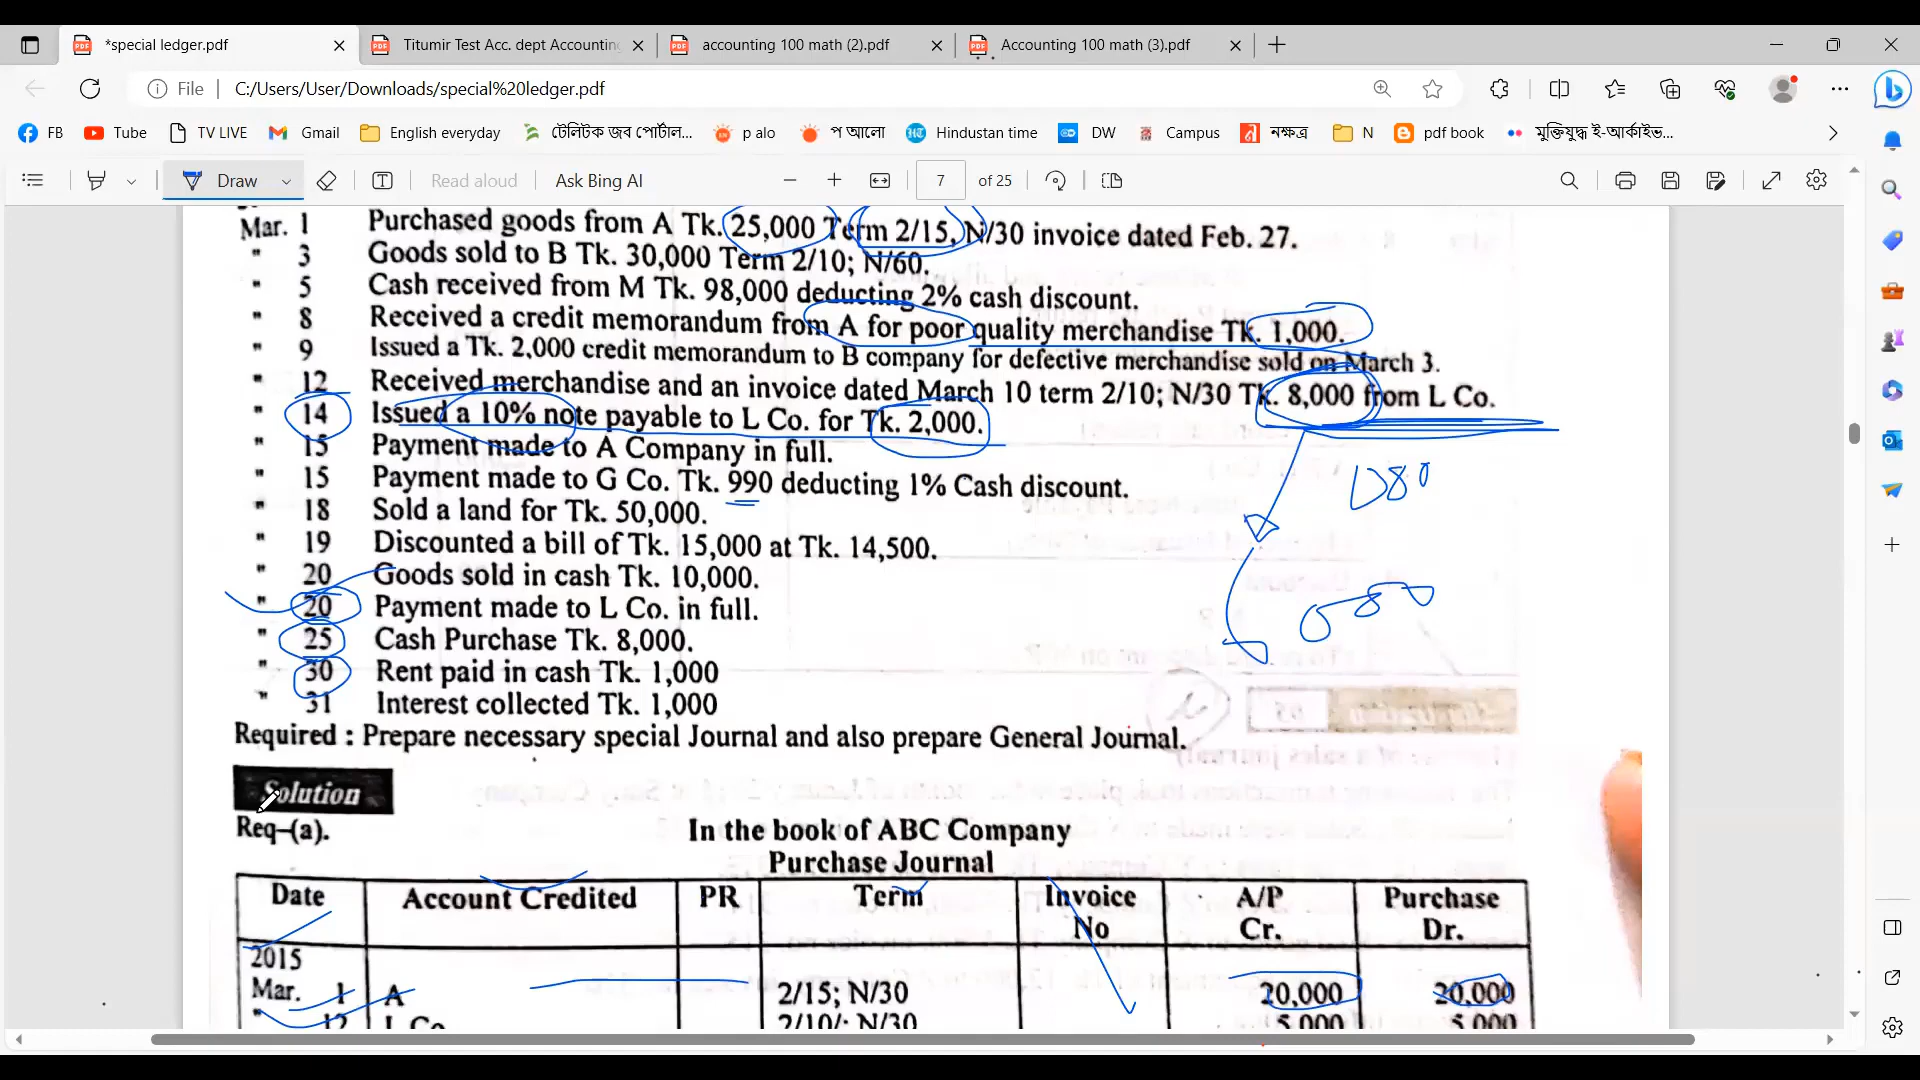 *special ledger.pdf
Titumir Test Acc. dept Accountin
accounting 100 math (2).pdf
Accounting 100 math (3).pdf
File C:/Users/User/Downloads/special%20ledger.pdf
FB Tube TV LIVE Gmail English everyday টেলিটক জব পোর্টাল... p alo প আলো Hindustan time DW Campus নক্ষত্র N pdf book মুক্তিযুদ্ধ ই-আর্কাইভ...
Draw Read aloud Ask Bing AI 7 of 25
Mar. 1 Purchased goods from A Tk. 25,000 Term 2/15, N/30 invoice dated Feb. 27.
" 3 Goods sold to B Tk. 30,000 Term 2/10; N/60.
" 5 Cash received from M Tk. 98,000 deducting 2% cash discount.
" 8 Received a credit memorandum from A for poor quality merchandise Tk. 1,000.
" 9 Issued a Tk. 2,000 credit memorandum to B company for defective merchandise sold on March 3.
" 12 Received merchandise and an invoice dated March 10 term 2/10; N/30 Tk. 8,000 from L Co.
" 14 Issued a 10% note payable to L Co. for Tk. 2,000.
" 15 Payment made to A Company in full.
" 15 Payment made to G Co. Tk. 990 deducting 1% Cash discount.
" 18 Sold a land for Tk. 50,000.
" 19 Discounted a bill of Tk. 15,000 at Tk. 14,500.
" 20 Goods sold in cash Tk. 10,000.
" 20 Payment made to L Co. in full.
" 25 Cash Purchase Tk. 8,000.
" 30 Rent paid in cash Tk. 1,000
" 31 Interest collected Tk. 1,000
Required : Prepare necessary special Journal and also prepare General Journal.
Solution
Req–(a). In the book of ABC Company
Purchase Journal
Date Account Credited PR Term Invoice No A/P Cr. Purchase Dr.
2015
Mar. 1 A 2/15; N/30 20,000 20,000
" 12 L Co 2/10/; N/30 5,000 5,000